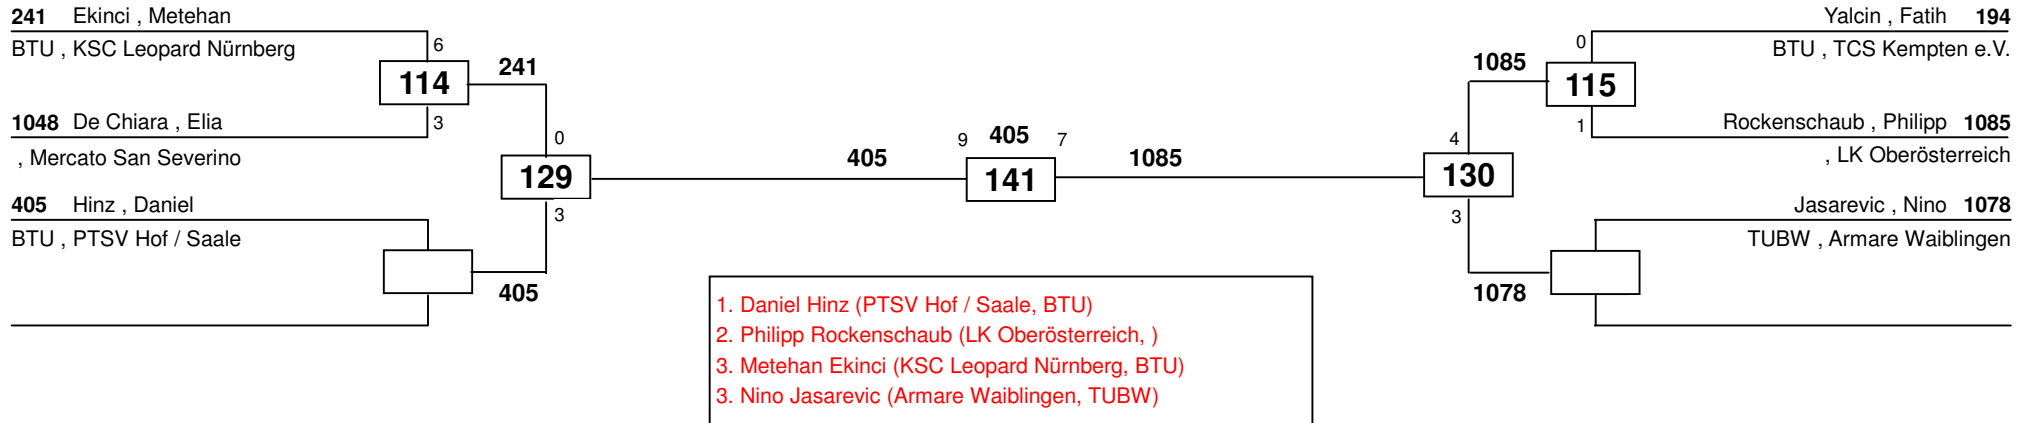 241 Ekinci , Metehan
BTU , KSC Leopard Nürnberg
6
114
241
3
1048 De Chiara , Elia
, Mercato San Severino
0
129
3
405 Hinz , Daniel
BTU , PTSV Hof / Saale
405
405
9 405 7
141
1085
Yalcin , Fatih 194
BTU , TCS Kempten e.V.
0
1085
115
1
Rockenschaub , Philipp 1085
, LK Oberösterreich
4
130
3
Jasarevic , Nino 1078
TUBW , Armare Waiblingen
1078
1. Daniel Hinz (PTSV Hof / Saale, BTU)
2. Philipp Rockenschaub (LK Oberösterreich, )
3. Metehan Ekinci (KSC Leopard Nürnberg, BTU)
3. Nino Jasarevic (Armare Waiblingen, TUBW)